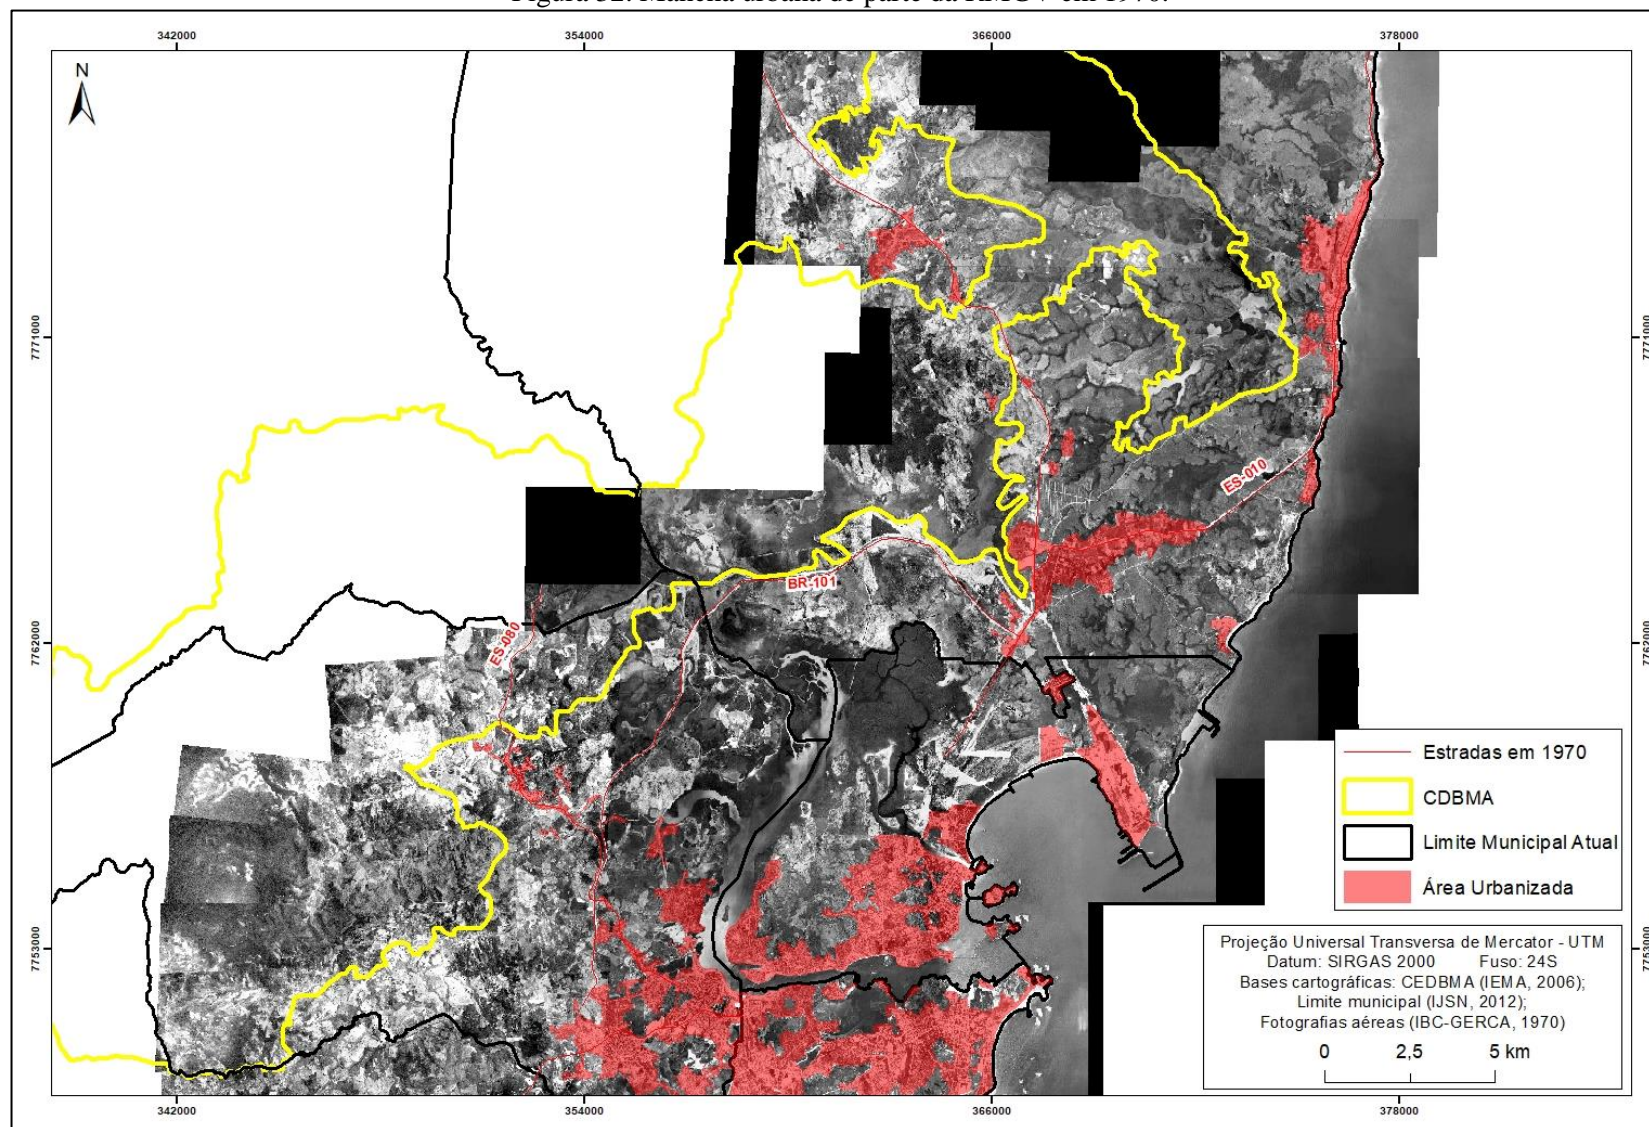 Figura 32: Mancha urbana de parte da RMGV em 1970.
342000 354000 366000 378000
N
7771000 7771000
ES-010
BR-101
ES-080
7762000 7762000
Estradas em 1970
CDBMA
Limite Municipal Atual
Área Urbanizada
7753000 7753000
Projeção Universal Transversa de Mercator - UTM
Datum: SIRGAS 2000 Fuso: 24S
Bases cartográficas: CEDBMA (IEMA, 2006);
Limite municipal (IJSN, 2012);
Fotografias aéreas (IBC-GERCA, 1970)
0 2,5 5 km
342000 354000 366000 378000